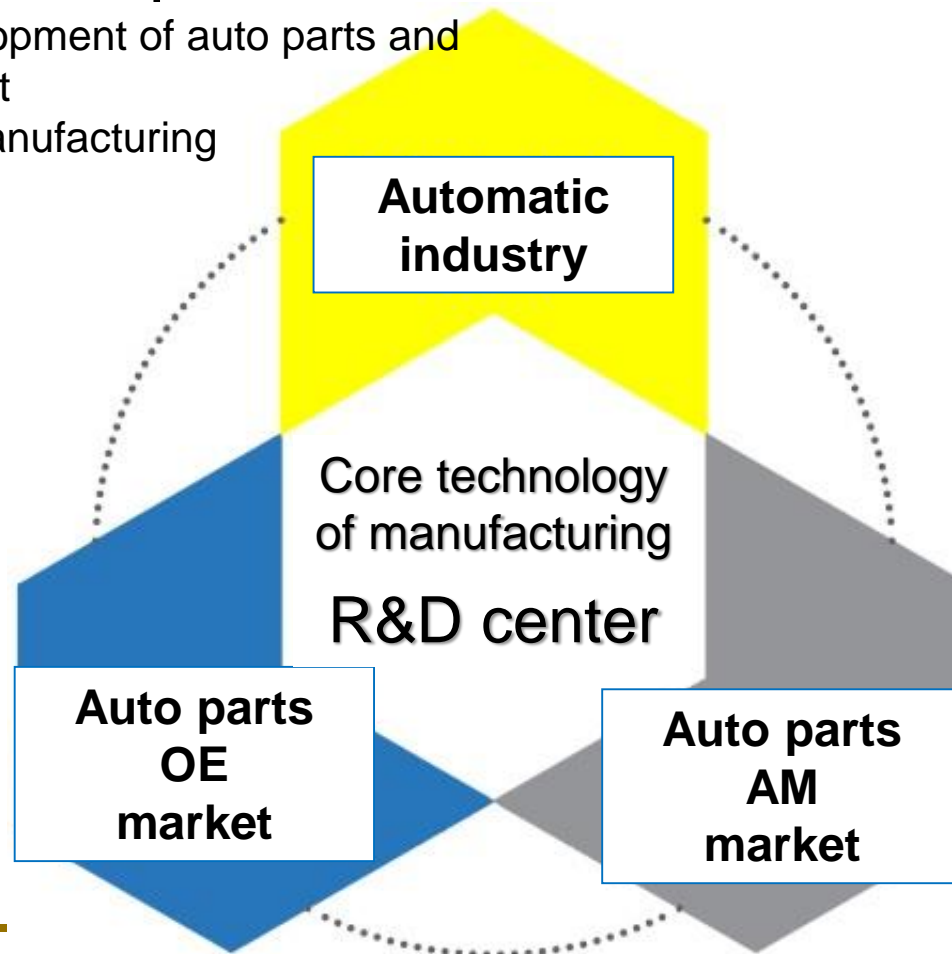 opment of auto parts and
t
anufacturing
Automatic
industry
Core technology
of manufacturing
R&D center
Auto parts
OE
market
Auto parts
AM
market